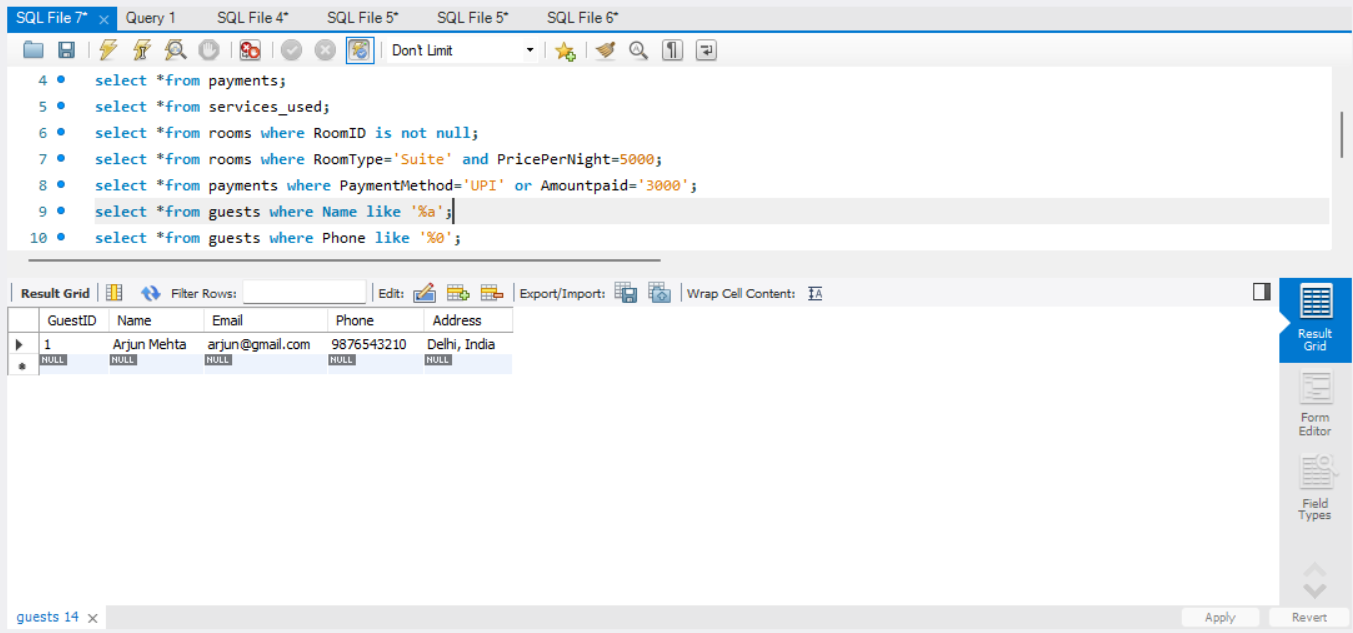 SQL File 7* Query 1 SQL File 4* SQL File 5* SQL File 5* SQL File 6*
Don't Limit
4 select *from payments;
5 select *from services_used;
6 select *from rooms where RoomID is not null;
7 select *from rooms where RoomType='Suite' and PricePerNight=5000;
8 select *from payments where PaymentMethod='UPI' or Amountpaid='3000';
9 select *from guests where Name like '%a';
10 select *from guests where Phone like '%0';
Result Grid Filter Rows: Edit: Export/Import: Wrap Cell Content:
GuestID Name Email Phone Address
1 Arjun Mehta arjun@gmail.com 9876543210 Delhi, India
NULL NULL NULL NULL NULL
Result
Grid
Form
Editor
Field
Types
guests 14 Apply Revert